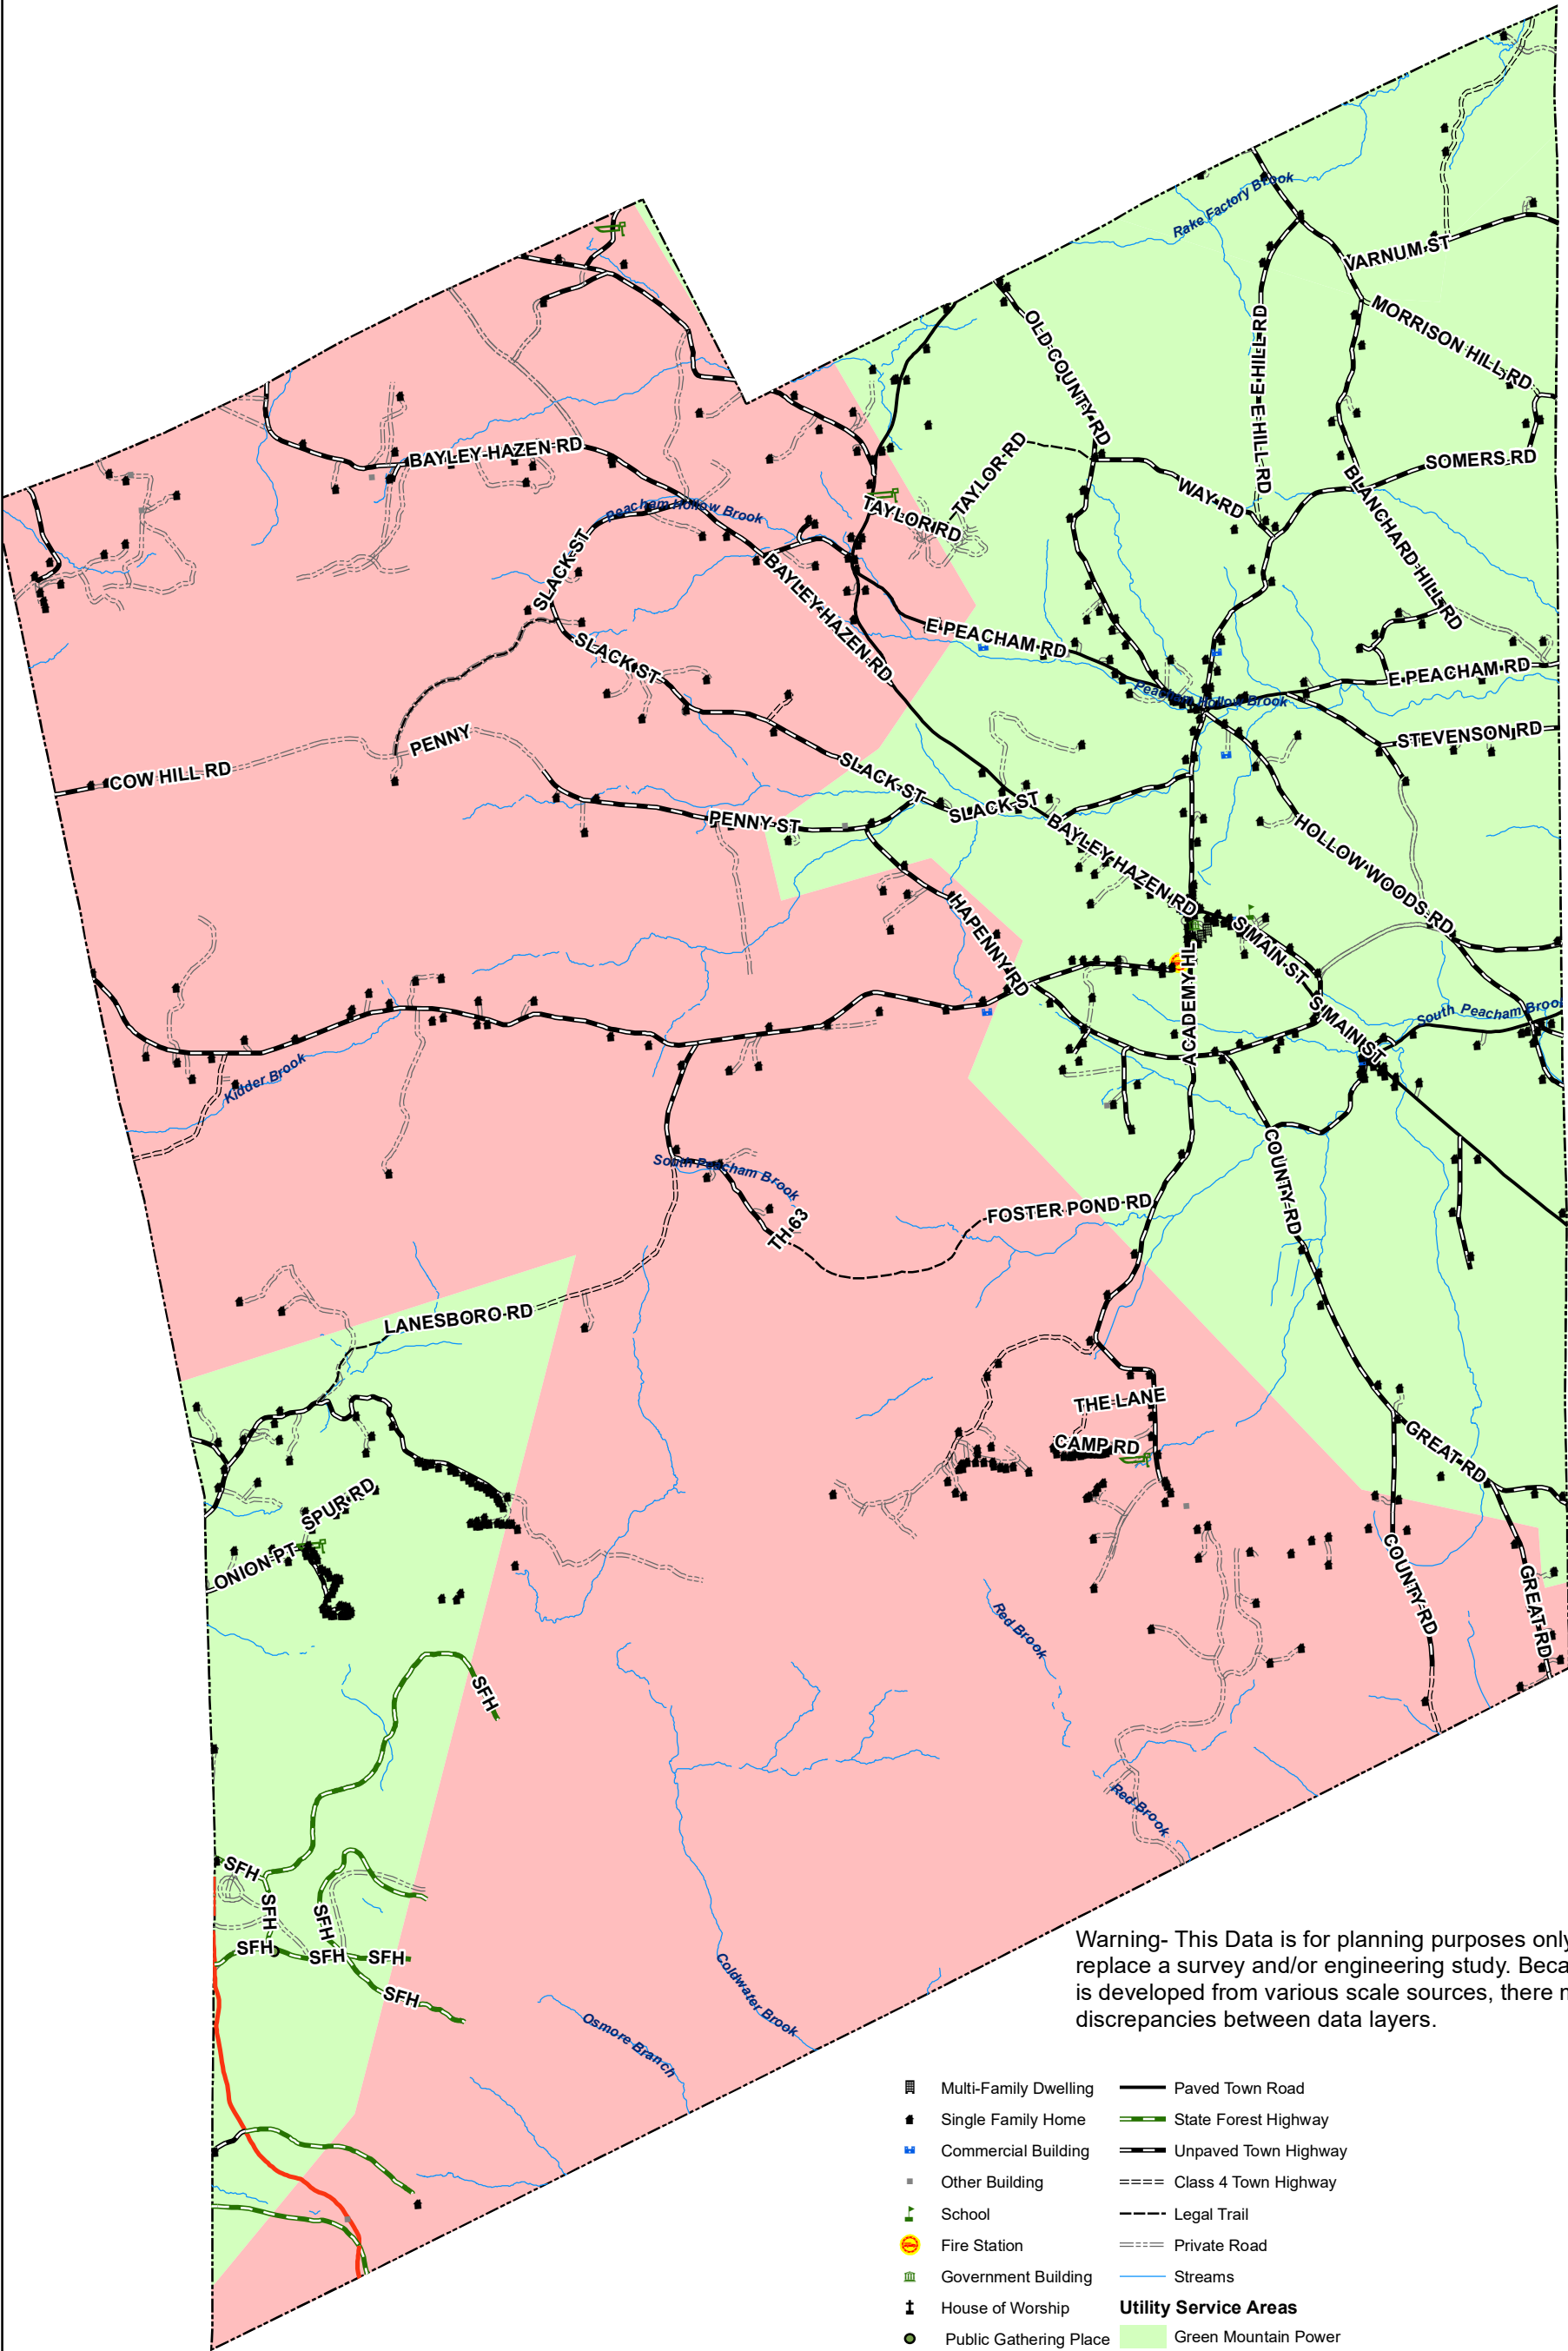 Rake Factory Brook
VARNUM ST
MORRISON HILL RD
OLD COUNTY RD
E HILL RD
E HILL RD
BAYLEY-HAZEN RD
TAYLOR RD
TAYLOR RD
WAY RD
SOMERS RD
BLANCHARD HILL RD
Peacham Hollow Brook
SLACK ST
BAYLEY-HAZEN RD
SLACK ST
E PEACHAM RD
E PEACHAM RD
Peacham Hollow Brook
PENNY
STEVENSON RD
COW HILL RD
SLACK ST
SLACK ST
PENNY ST
BAYLEY HAZEN RD
HOLLOW WOODS RD
HAPENNY RD
SIMAIN ST
ACADEMY HL
SIMAIN ST
South Peacham Brook
Kidder Brook
South Peacham Brook
COUNTY RD
FOSTER POND RD
TH 63
LANESBORO RD
THE LANE
CAMP RD
GREAT RD
SPUR RD
ONION PT
COUNTY RD
GREAT RD
Red Brook
SFH
Red Brook
SFH
SFH
SFH
SFH
SFH
SFH
SFH
Coldwater Brook
Osmore Branch
Warning- This Data is for planning purposes only
replace a survey and/or engineering study. Beca
is developed from various scale sources, there
discrepancies between data layers.
Multi-Family Dwelling
Single Family Home
Commercial Building
Other Building
School
Fire Station
Government Building
House of Worship
Public Gathering Place
Paved Town Road
State Forest Highway
Unpaved Town Highway
Class 4 Town Highway
Legal Trail
Private Road
Streams
Utility Service Areas
Green Mountain Power